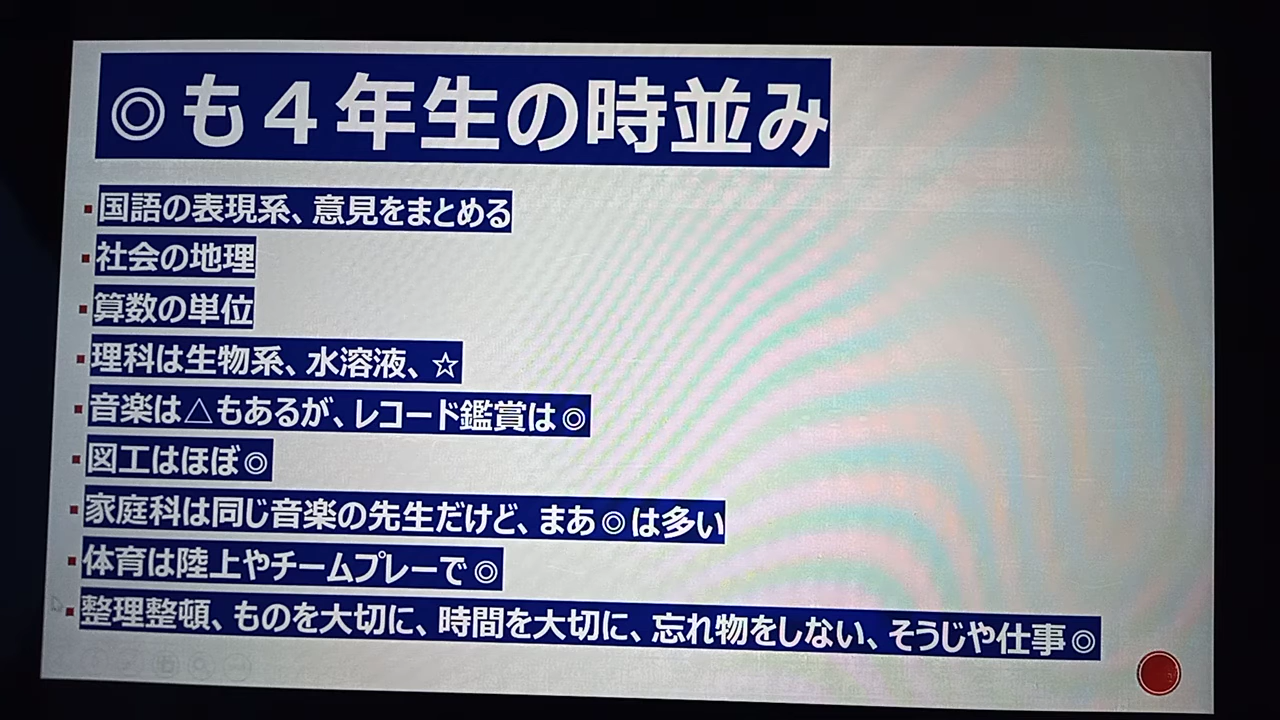 ◎も４年生の時並み
国語の表現系、意見をまとめる
社会の地理
算数の単位
理科は生物系、水溶液、☆
音楽は△もあるが、レコード鑑賞は◎
図工はほぼ◎
家庭科は同じ音楽の先生だけど、まあ◎は多い
体育は陸上やチームプレーで◎
整理整頓、ものを大切に、時間を大切に、忘れ物をしない、そうじや仕事◎